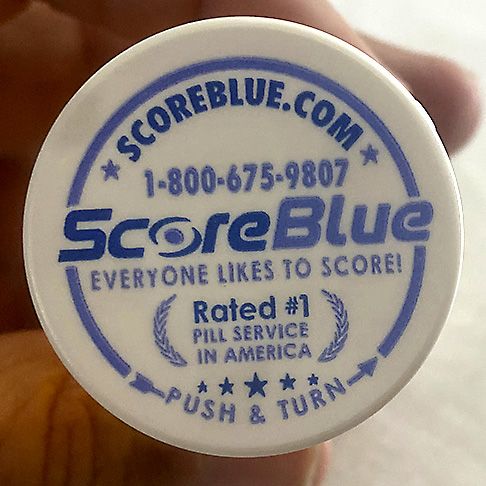 SCOREBLUE.COM
1-800-675-9807
ScoreBlue
EVERYONE LIKES TO SCORE!
Rated #1
PILL SERVICE
IN AMERICA
PUSH & TURN